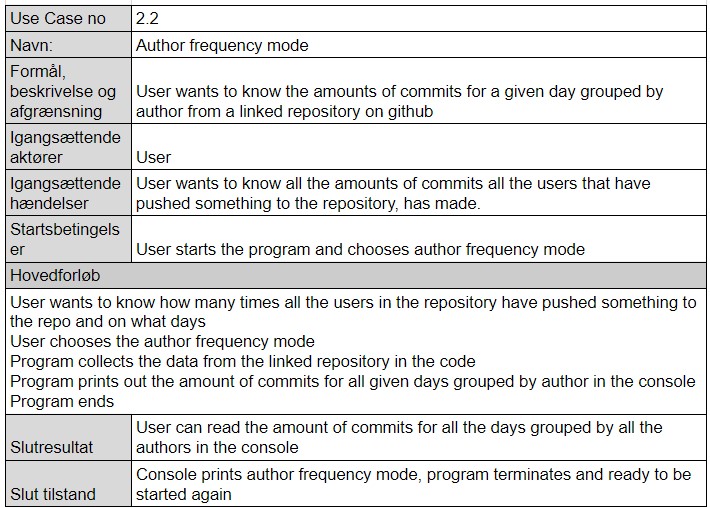 Use Case no
2.2
Navn:
Author frequency mode
Formål,
beskrivelse og
afgrænsning
User wants to know the amounts of commits for a given day grouped by
author from a linked repository on github
Igangsættende
aktører
User
Igangsættende
hændelser
User wants to know all the amounts of commits all the users that have
pushed something to the repository, has made.
Startsbetingels
er
User starts the program and chooses author frequency mode
Hovedforløb
User wants to know how many times all the users in the repository have pushed something to
the repo and on what days
User chooses the author frequency mode
Program collects the data from the linked repository in the code
Program prints out the amount of commits for all given days grouped by author in the console
Program ends
Slutresultat
User can read the amount of commits for all the days grouped by all the
authors in the console
Slut tilstand
Console prints author frequency mode, program terminates and ready to be
started again